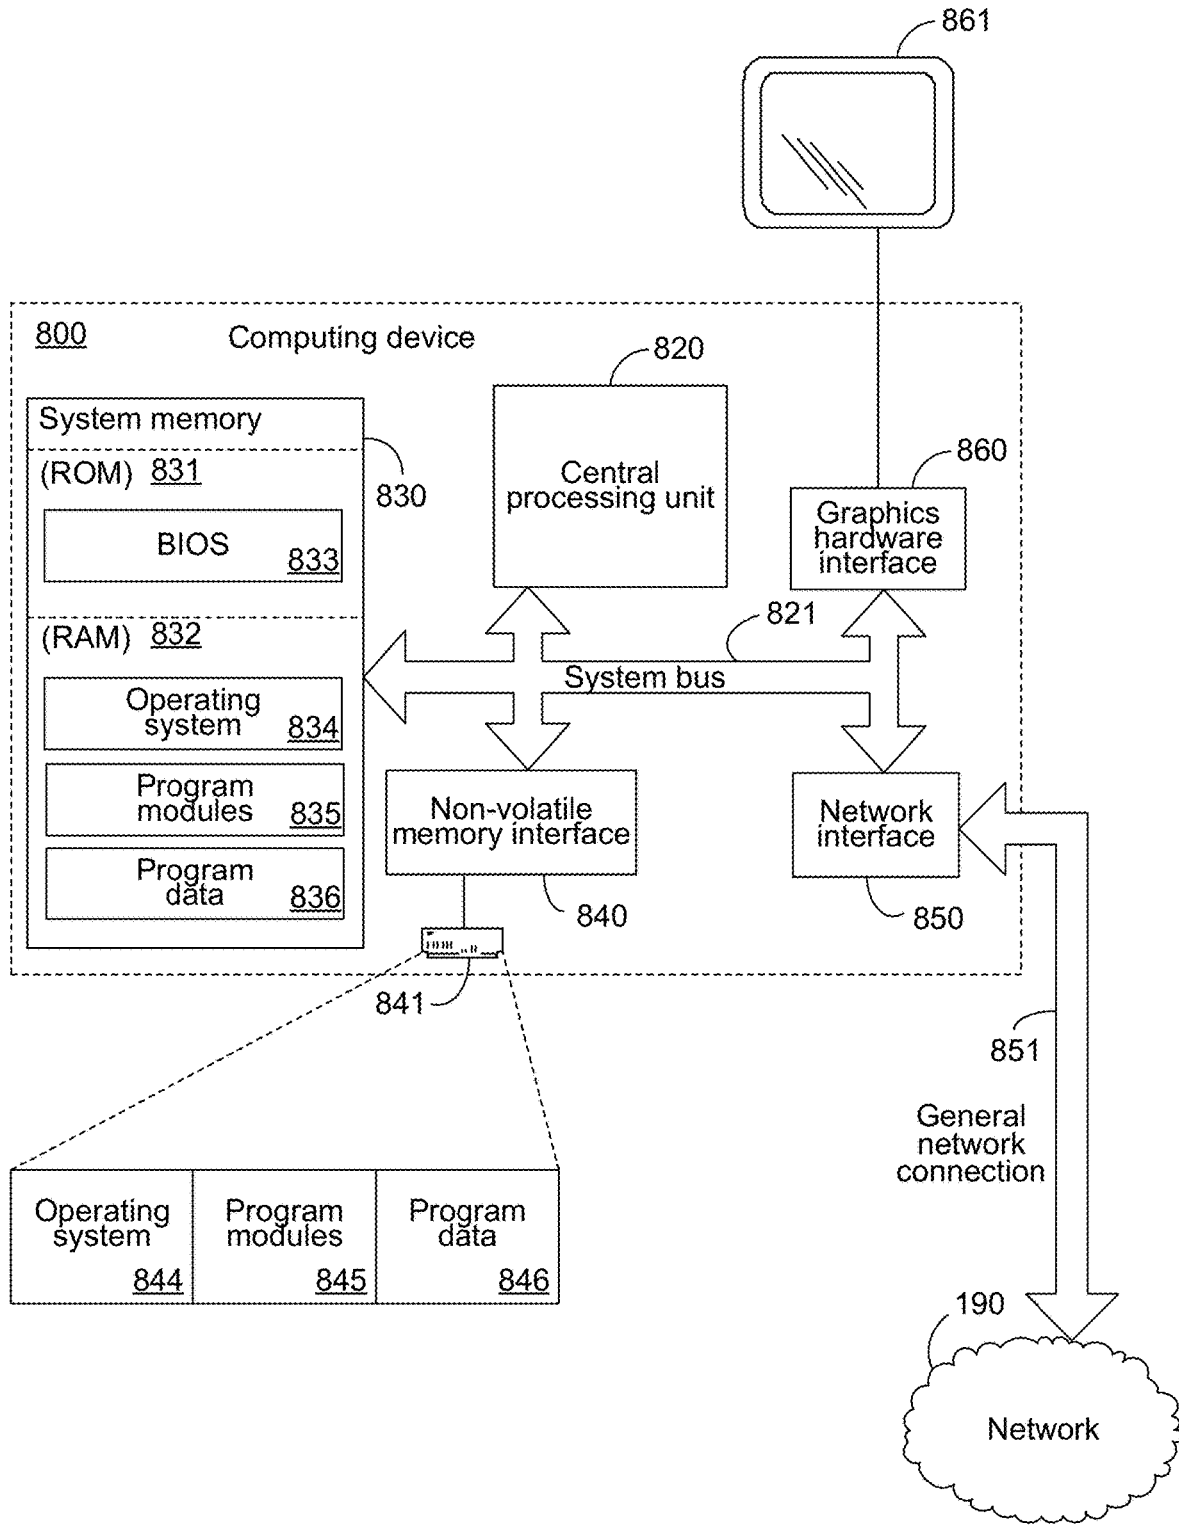 861
800
Computing device
820
System memory
(ROM) 831
830
860
Central
processing unit
Graphics
hardware
interface
BIOS
833
821
(RAM) 832
System bus
Operating
system
834
Program
modules
835
Program
data
836
Non-volatile
memory interface
840
Network
interface
850
841
851
General
network
connection
Operating
system
844
Program
modules
845
Program
data
846
190
Network